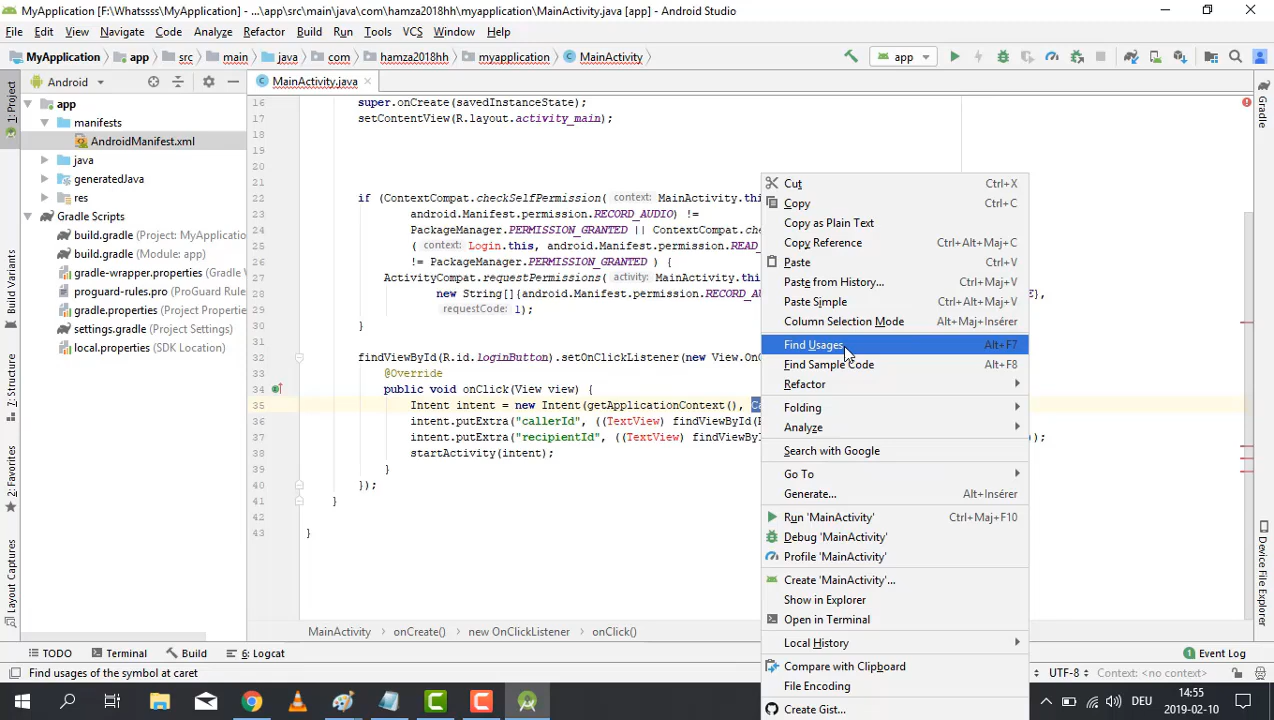 MyApplication [F:\Whatssss\MyApplication] - ...\app\src\main\java\com\hamza2018hh\myapplication\MainActivity.java [app] - Android Studio
File Edit View Navigate Code Analyze Refactor Build Run Tools VCS Window Help
MyApplication app src main java com hamza2018hh myapplication MainActivity app
Android MainActivity.java
1: Project
Build Variants
7: Structure
2: Favorites
Layout Captures
app
manifests
AndroidManifest.xml
java
generatedJava
res
Gradle Scripts
build.gradle (Project: MyApplicatio
build.gradle (Module: app)
gradle-wrapper.properties (Gradle V
proguard-rules.pro (ProGuard Rule
gradle.properties (Project Properties
settings.gradle (Project Settings)
local.properties (SDK Location)
16 super.onCreate(savedInstanceState);
17 setContentView(R.layout.activity_main);
18
19
20
21
22 if (ContextCompat.checkSelfPermission( context: MainActivity.thi
23 android.Manifest.permission.RECORD_AUDIO) !=
24 PackageManager.PERMISSION_GRANTED || ContextCompat.che
25 ( context: Login.this, android.Manifest.permission.READ_
26 != PackageManager.PERMISSION_GRANTED ) {
27 ActivityCompat.requestPermissions( activity: MainActivity.thi
28 new String[]{android.Manifest.permission.RECORD_AU E},
29 requestCode: 1);
30 }
31
32 findViewById(R.id.loginButton).setOnClickListener(new View.OnC
33 @Override
34 public void onClick(View view) {
35 Intent intent = new Intent(getApplicationContext(), Ca
36 intent.putExtra("callerId", ((TextView) findViewById(R
37 intent.putExtra("recipientId", ((TextView) findViewBy );
38 startActivity(intent);
39 }
40 });
41 }
42
43 }
Cut Ctrl+X
Copy Ctrl+C
Copy as Plain Text
Copy Reference Ctrl+Alt+Maj+C
Paste Ctrl+V
Paste from History... Ctrl+Maj+V
Paste Simple Ctrl+Alt+Maj+V
Column Selection Mode Alt+Maj+Insérer
Find Usages Alt+F7
Find Sample Code Alt+F8
Refactor
Folding
Analyze
Search with Google
Go To
Generate... Alt+Insérer
Run 'MainActivity' Ctrl+Maj+F10
Debug 'MainActivity'
Profile 'MainActivity'
Create 'MainActivity'...
Show in Explorer
Open in Terminal
Local History
Compare with Clipboard
File Encoding
Create Gist...
Gradle
Device File Explorer
MainActivity onCreate() new OnClickListener onClick()
TODO Terminal Build 6: Logcat 1 Event Log
Find usages of the symbol at caret UTF-8 Context: <no context>
DEU 14:55
2019-02-10